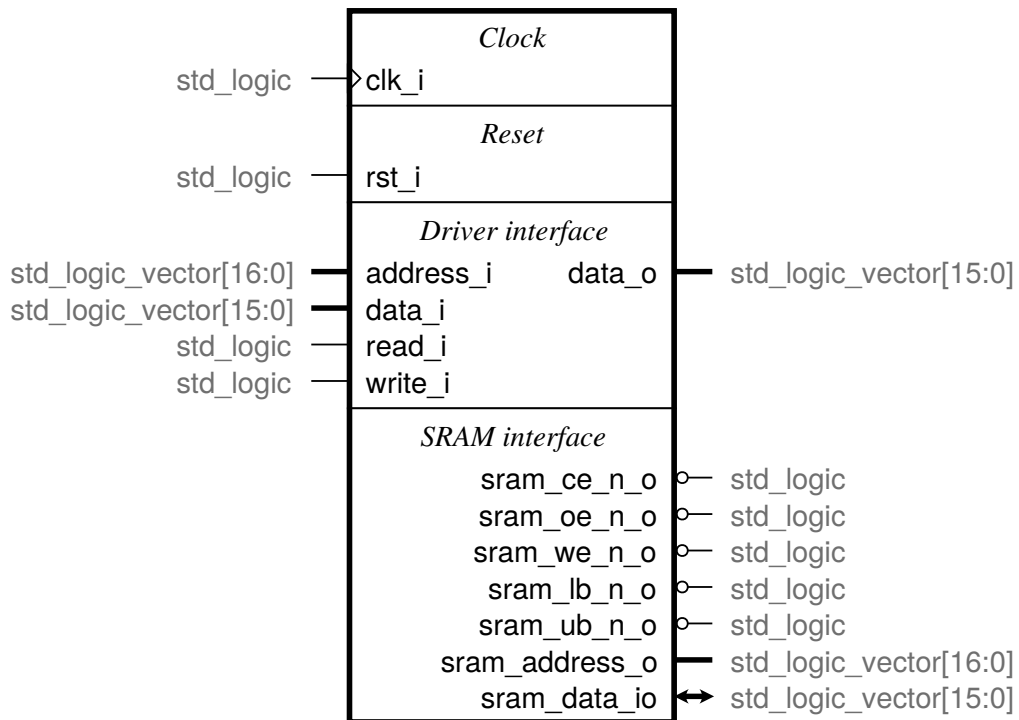 Clock
std_logic clk_i
Reset
std_logic rst_i
Driver interface
std_logic_vector[16:0] address_i data_o std_logic_vector[15:0]
std_logic_vector[15:0] data_i
std_logic read_i
std_logic write_i
SRAM interface
sram_ce_n_o std_logic
sram_oe_n_o std_logic
sram_we_n_o std_logic
sram_lb_n_o std_logic
sram_ub_n_o std_logic
sram_address_o std_logic_vector[16:0]
sram_data_io std_logic_vector[15:0]